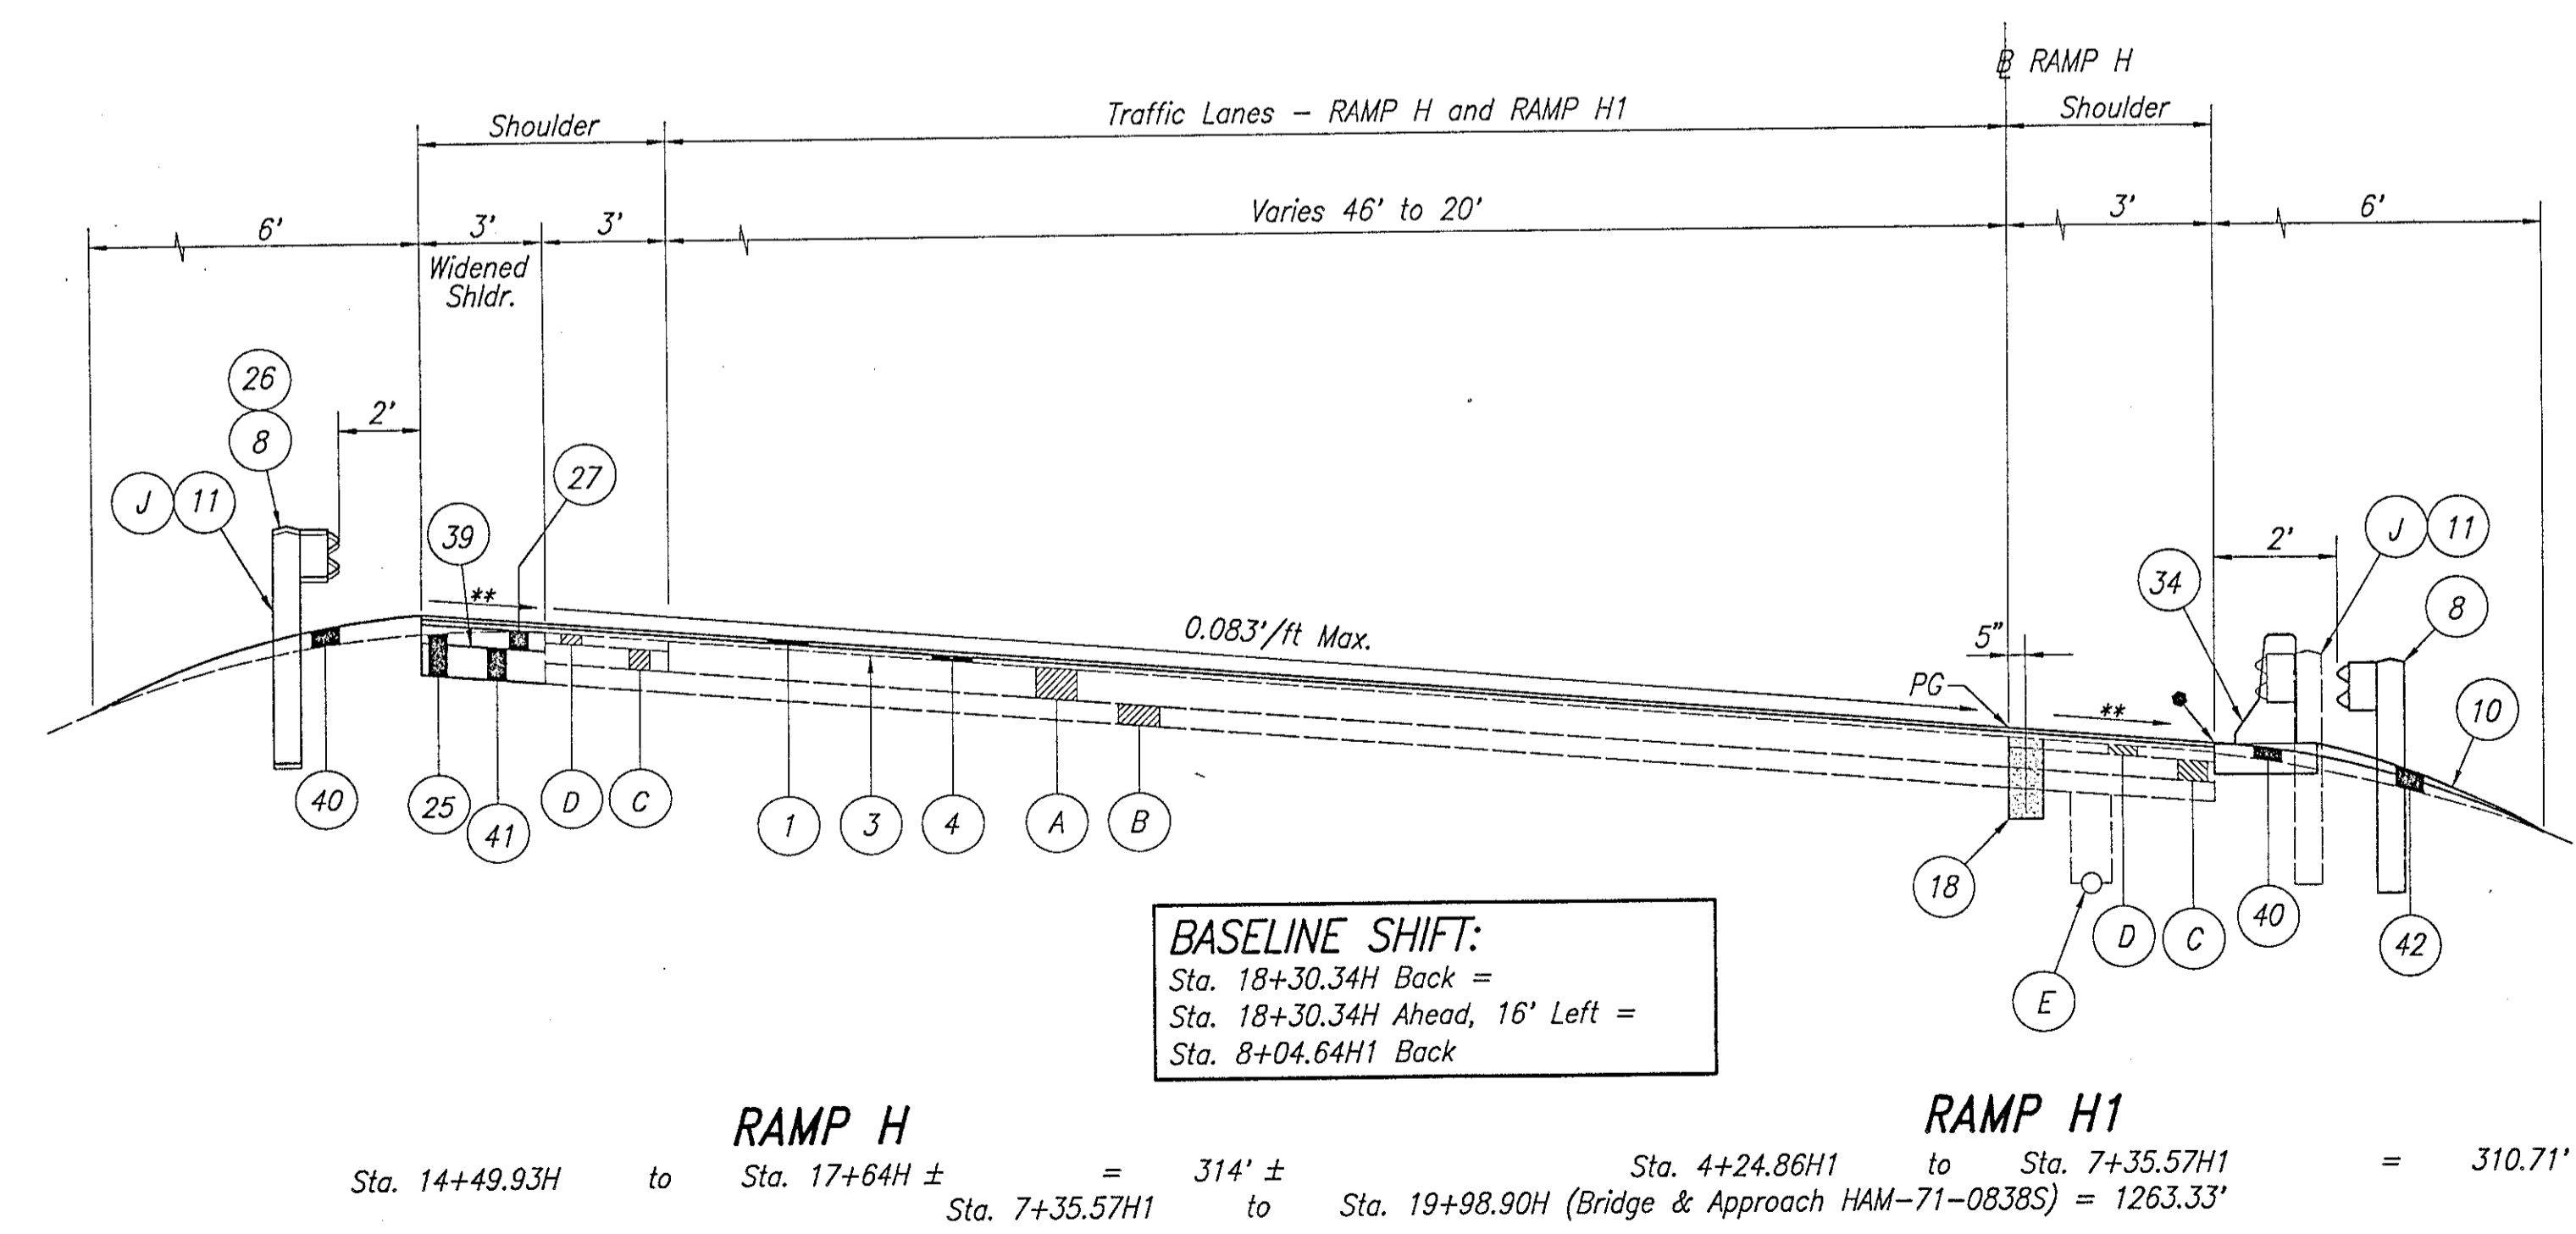 ℄ RAMP H
Traffic Lanes – RAMP H and RAMP H1
Shoulder
Shoulder
6'
3'
3'
Varies 46' to 20'
3'
6'
Widened
Shldr.
26
8
2'
27
J
11
39
**
0.083'/ft Max.
5"
PG
**
34
2'
J
11
8
10
40
25
41
D
C
1
3
4
A
B
18
E
D
C
40
42
BASELINE SHIFT:
Sta. 18+30.34H Back =
Sta. 18+30.34H Ahead, 16' Left =
Sta. 8+04.64H1 Back
RAMP H
Sta. 14+49.93H to Sta. 17+64H ± = 314' ±
RAMP H1
Sta. 4+24.86H1 to Sta. 7+35.57H1 = 310.71'
Sta. 7+35.57H1 to Sta. 19+98.90H (Bridge & Approach HAM-71-0838S) = 1263.33'